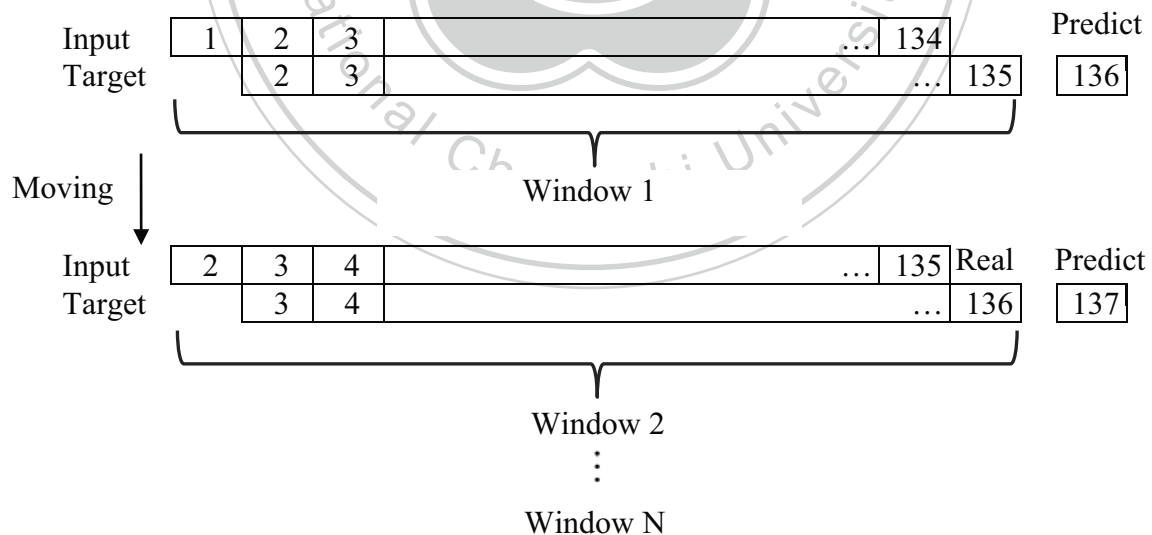 Predict
Input 1 2 3 … 134
Target 2 3 … 135 136
Window 1
Moving
Input 2 3 4 … 135 Real Predict
Target 3 4 … 136 137
Window 2
Window N